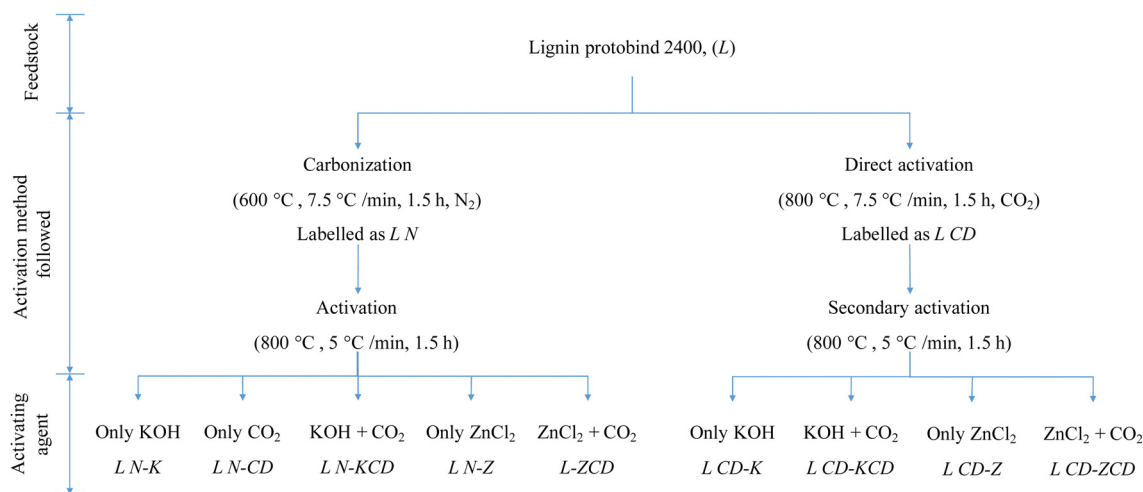 Feedstock
Lignin protobind 2400, (L)
Activation method
followed
Carbonization
(600 °C , 7.5 °C /min, 1.5 h, N₂)
Labelled as L N
Direct activation
(800 °C , 7.5 °C /min, 1.5 h, CO₂)
Labelled as L CD
Activation
(800 °C , 5 °C /min, 1.5 h)
Secondary activation
(800 °C , 5 °C /min, 1.5 h)
Activating
agent
Only KOH
L N-K
Only CO₂
L N-CD
KOH + CO₂
L N-KCD
Only ZnCl₂
L N-Z
ZnCl₂ + CO₂
L-ZCD
Only KOH
L CD-K
KOH + CO₂
L CD-KCD
Only ZnCl₂
L CD-Z
ZnCl₂ + CO₂
L CD-ZCD